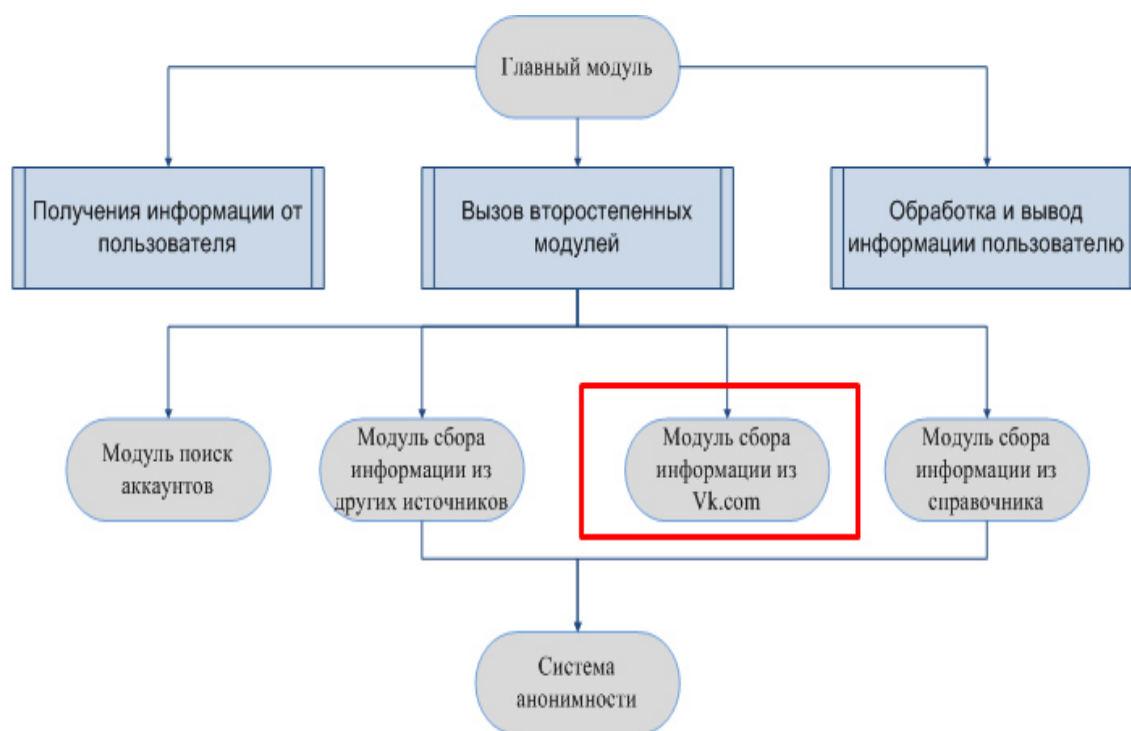 Главный модуль
Получения информации от
пользователя
Вызов второстепенных
модулей
Обработка и вывод
информации пользователю
Модуль поиск
аккаунтов
Модуль сбора
информации из
других источников
Модуль сбора
информации из
Vk.com
Модуль сбора
информации из
справочника
Система
анонимности